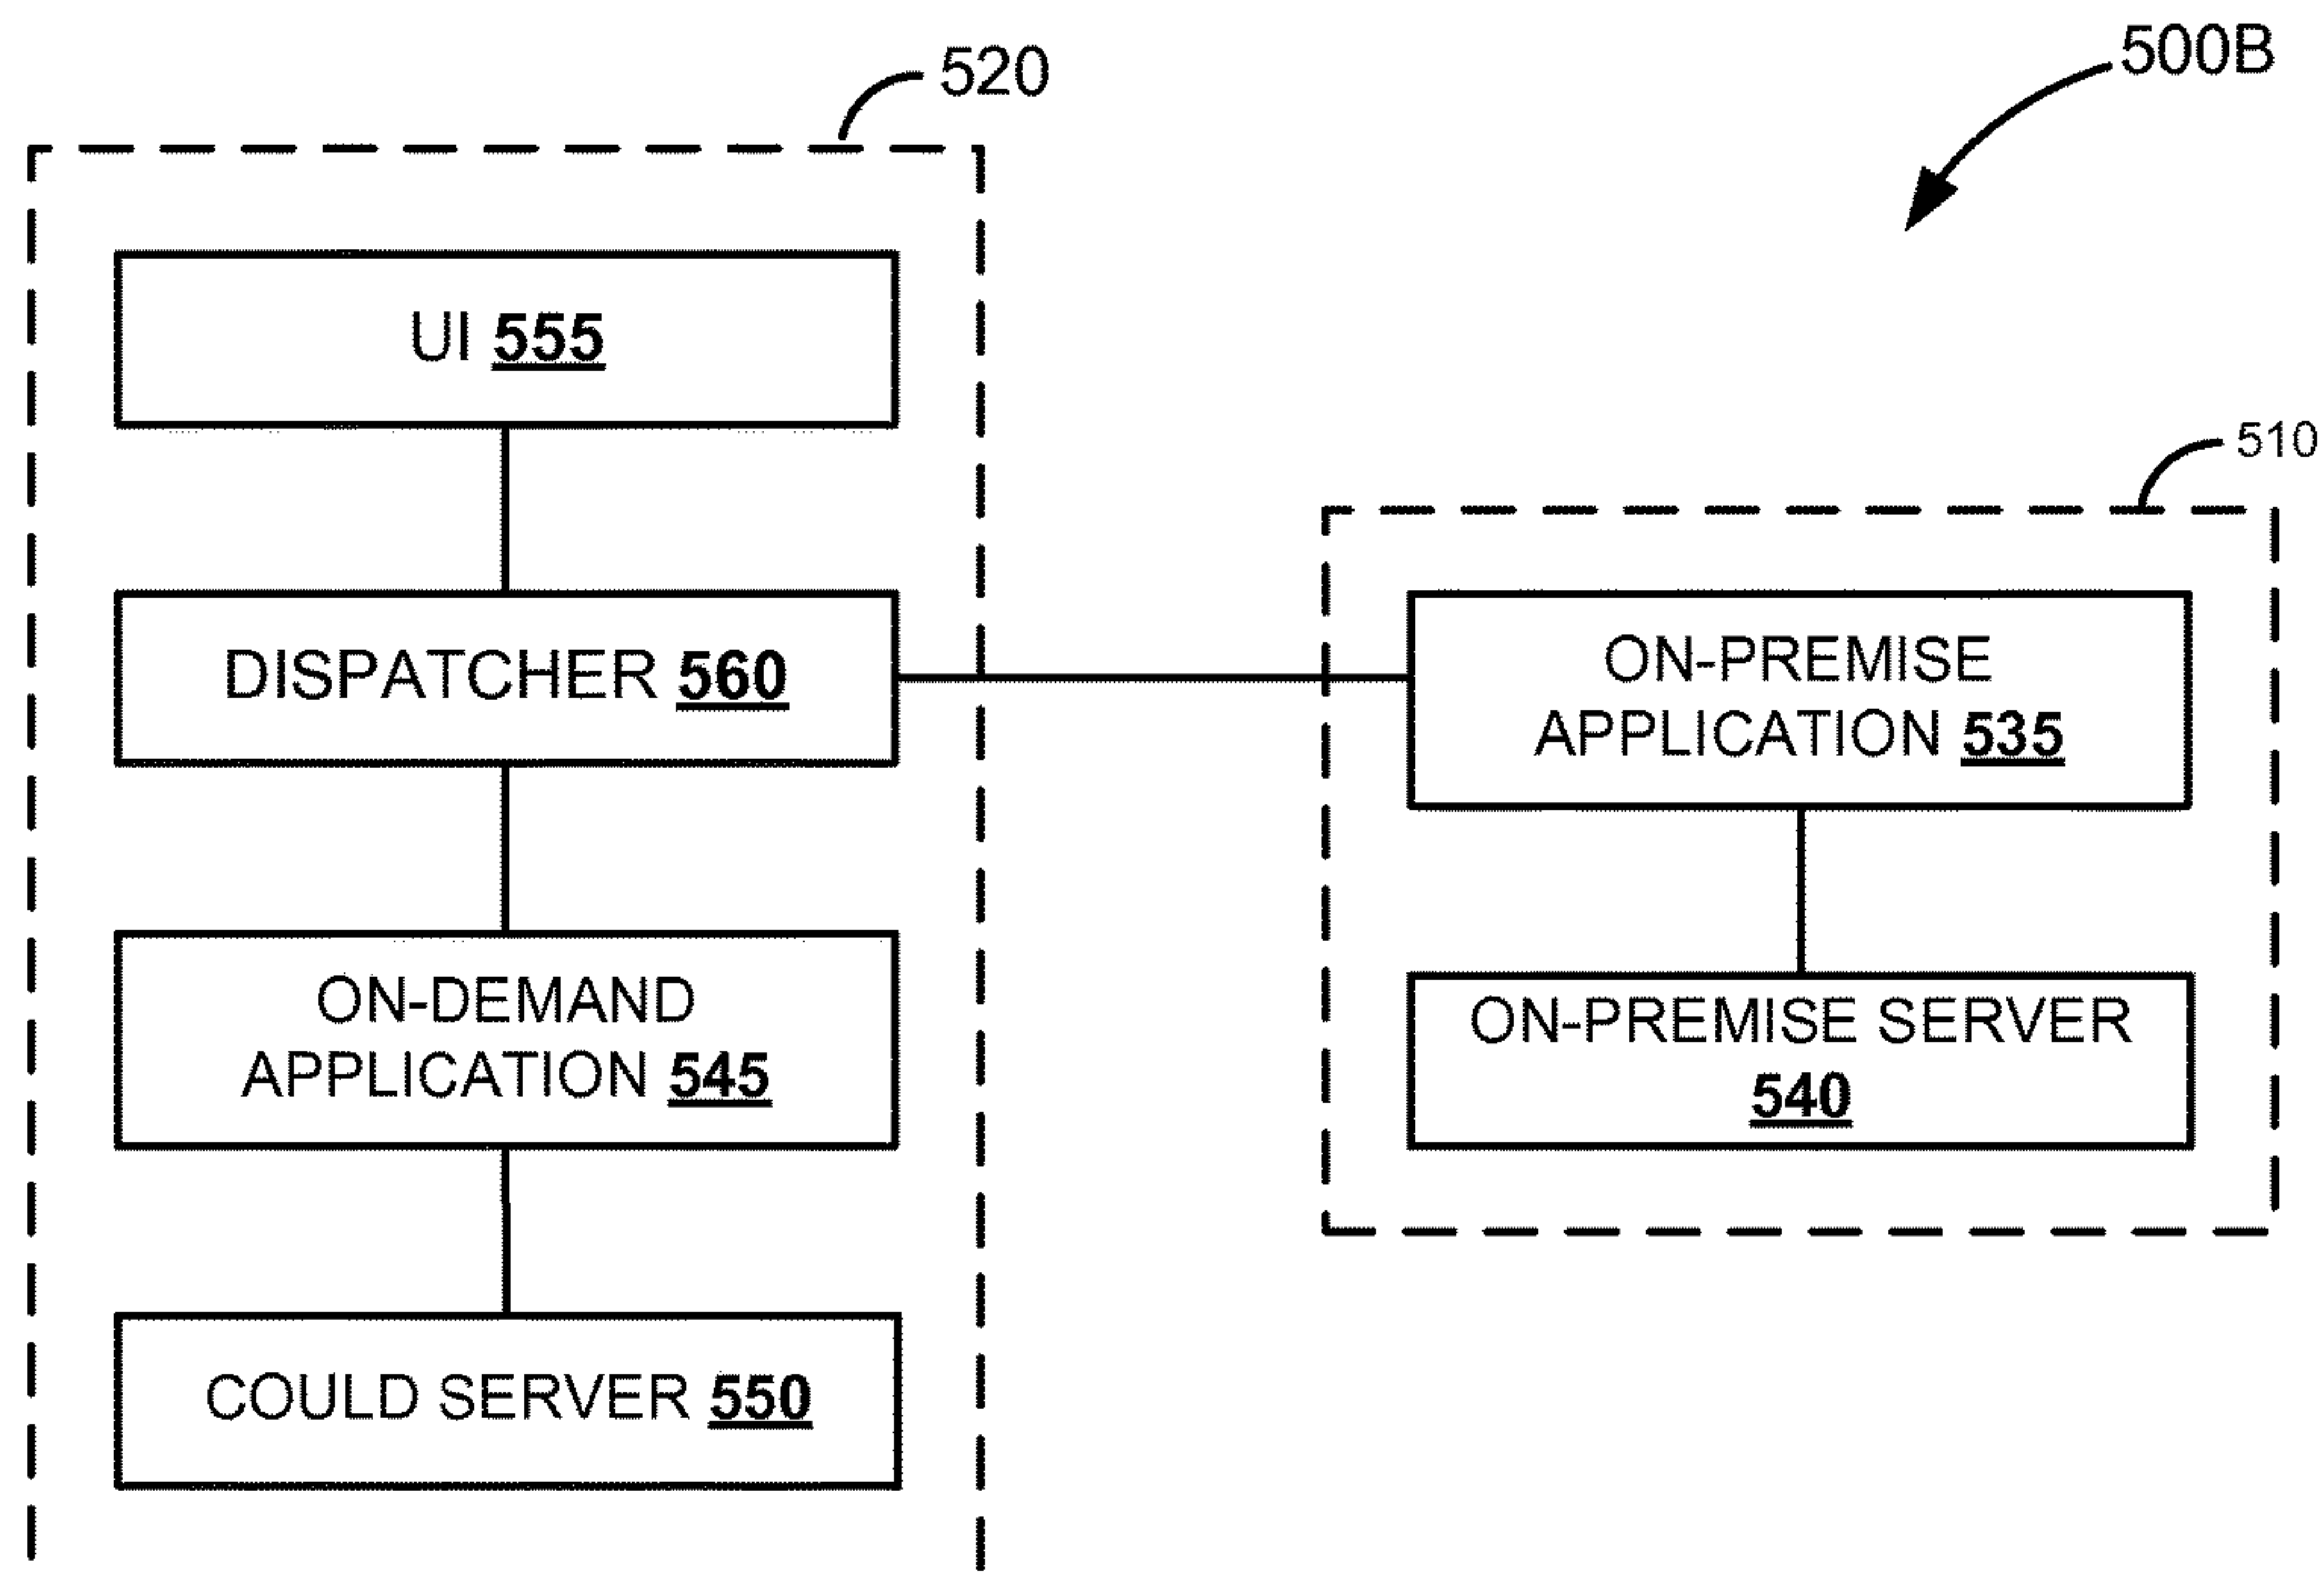 500B
520
UI 555
DISPATCHER 560
ON-DEMAND
APPLICATION 545
COULD SERVER 550
510
ON-PREMISE
APPLICATION 535
ON-PREMISE SERVER
540